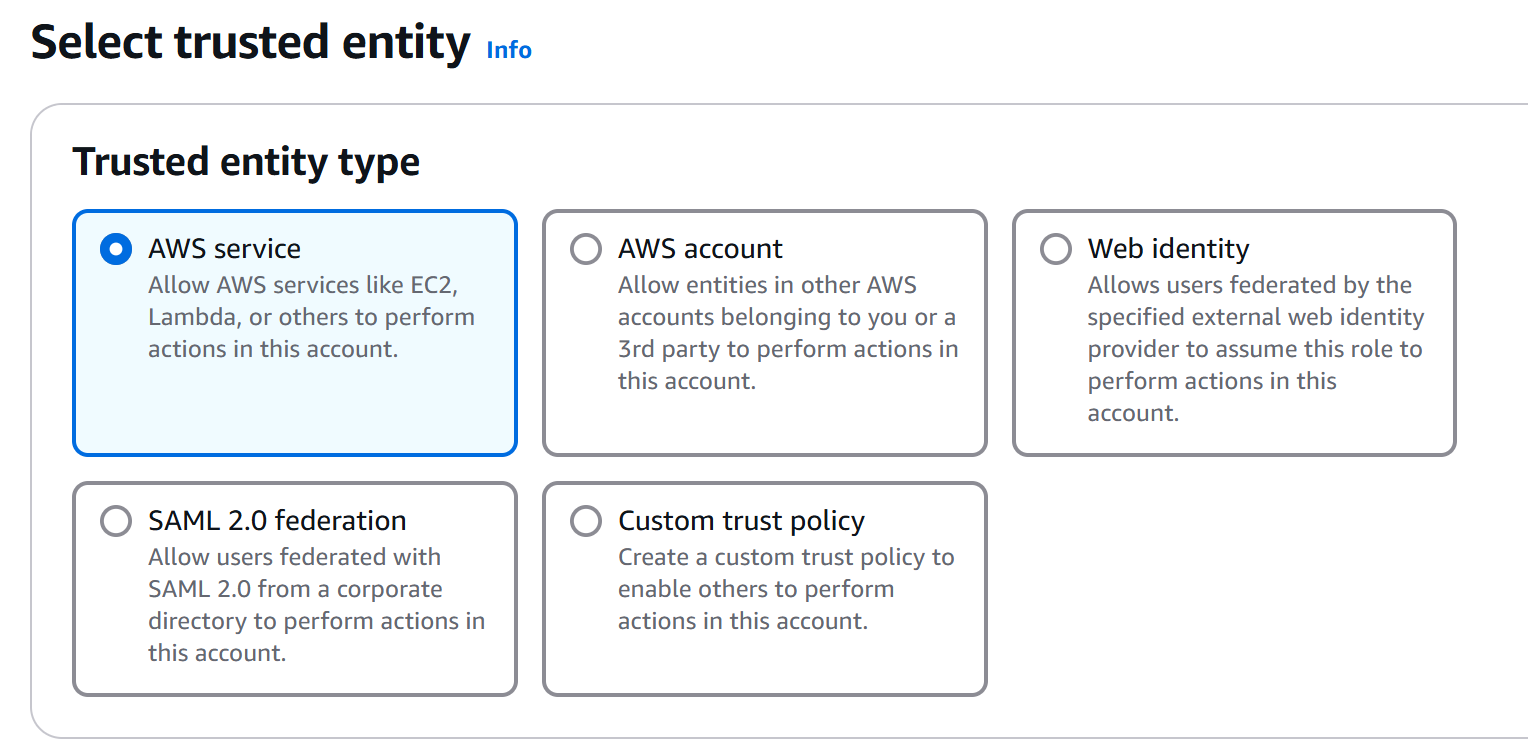 Select trusted entity Info
Trusted entity type
AWS service
Allow AWS services like EC2,
Lambda, or others to perform
actions in this account.
AWS account
Allow entities in other AWS
accounts belonging to you or a
3rd party to perform actions in
this account.
Web identity
Allows users federated by the
specified external web identity
provider to assume this role to
perform actions in this
account.
SAML 2.0 federation
Allow users federated with
SAML 2.0 from a corporate
directory to perform actions in
this account.
Custom trust policy
Create a custom trust policy to
enable others to perform
actions in this account.